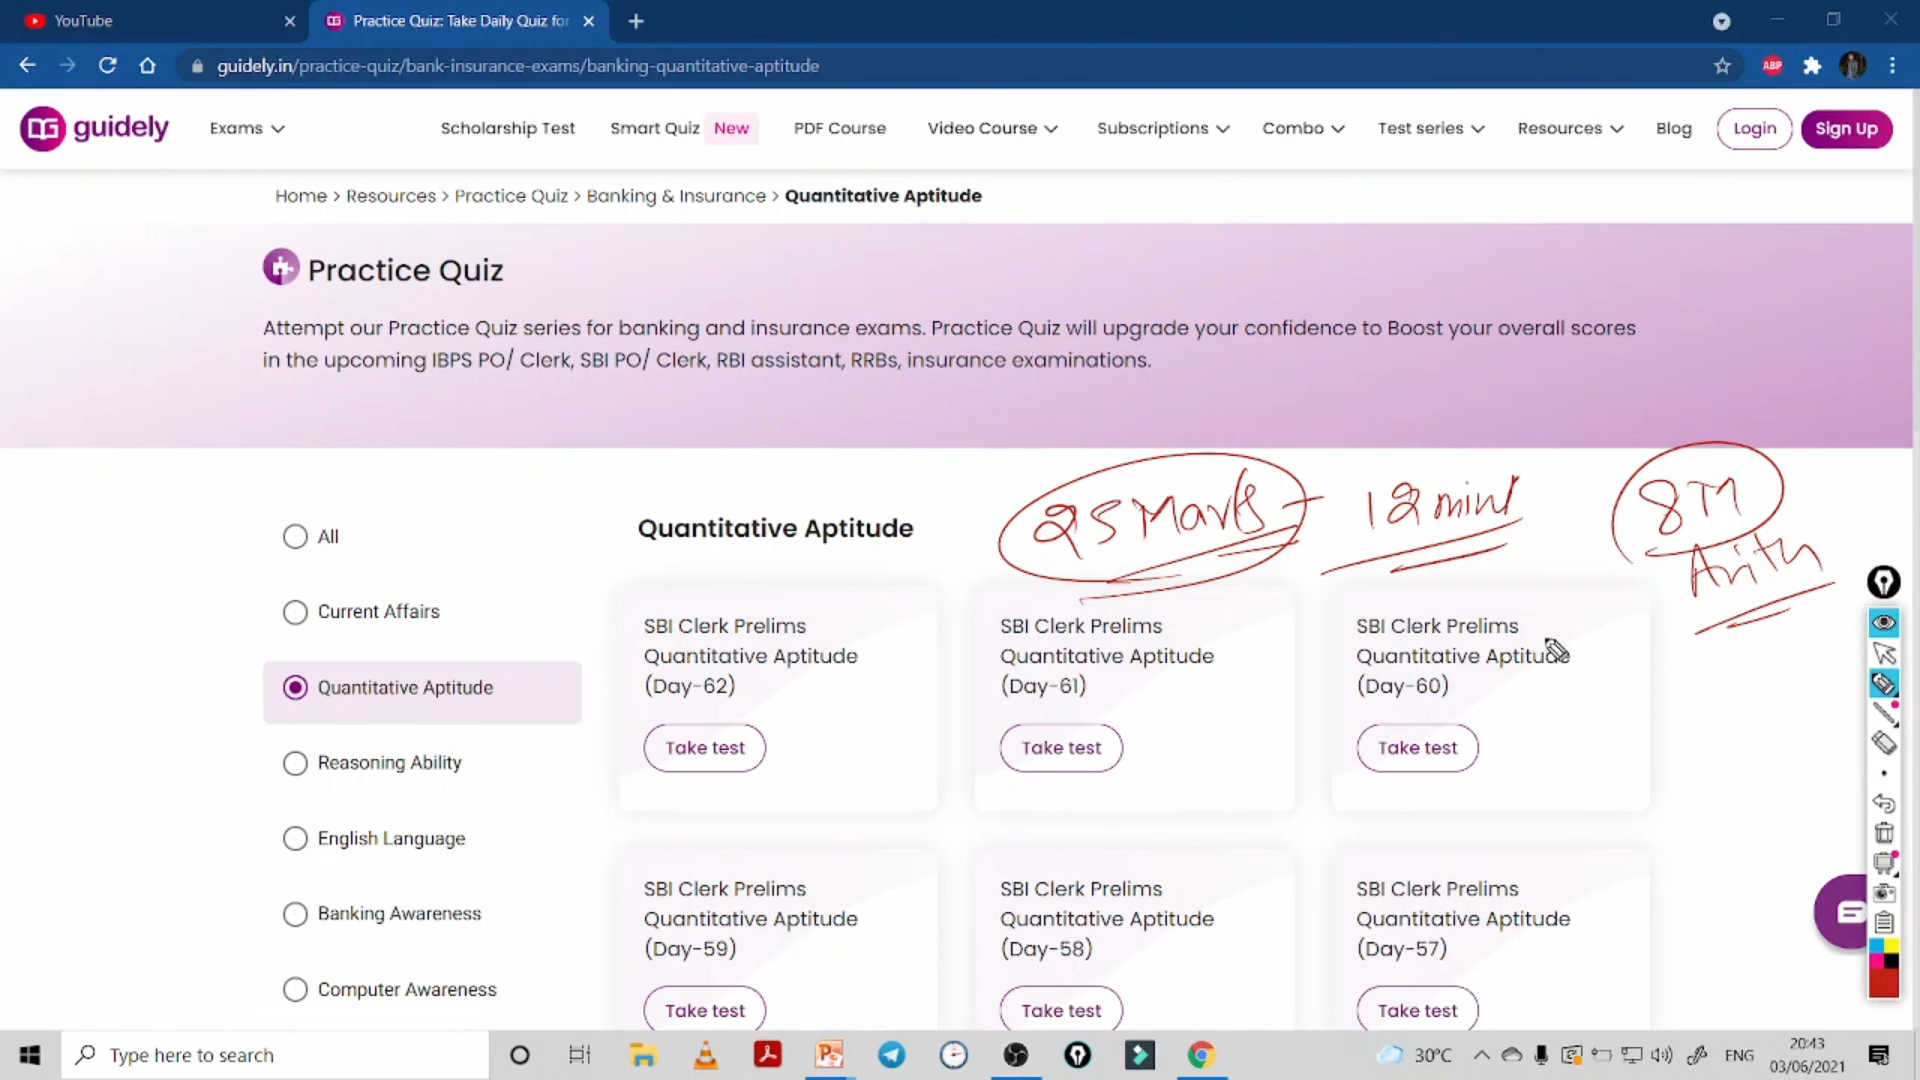 YouTube
Practice Quiz: Take Daily Quiz for
guidely.in/practice-quiz/bank-insurance-exams/banking-quantitative-aptitude
ABP
guidely
Exams
Scholarship Test
Smart Quiz New
PDF Course
Video Course
Subscriptions
Combo
Test series
Resources
Blog
Login
Sign Up
Home > Resources > Practice Quiz > Banking & Insurance > Quantitative Aptitude
Practice Quiz
Attempt our Practice Quiz series for banking and insurance exams. Practice Quiz will upgrade your confidence to Boost your overall scores
in the upcoming IBPS PO/ Clerk, SBI PO/ Clerk, RBI assistant, RRBs, insurance examinations.
25 Marks - 12 mint
8M
Arith
All
Current Affairs
Quantitative Aptitude
Reasoning Ability
English Language
Banking Awareness
Computer Awareness
Quantitative Aptitude
SBI Clerk Prelims
Quantitative Aptitude
(Day-62)
Take test
SBI Clerk Prelims
Quantitative Aptitude
(Day-61)
Take test
SBI Clerk Prelims
Quantitative Aptitude
(Day-60)
Take test
SBI Clerk Prelims
Quantitative Aptitude
(Day-59)
Take test
SBI Clerk Prelims
Quantitative Aptitude
(Day-58)
Take test
SBI Clerk Prelims
Quantitative Aptitude
(Day-57)
Take test
Type here to search
30°C
ENG
20:43
03/06/2021